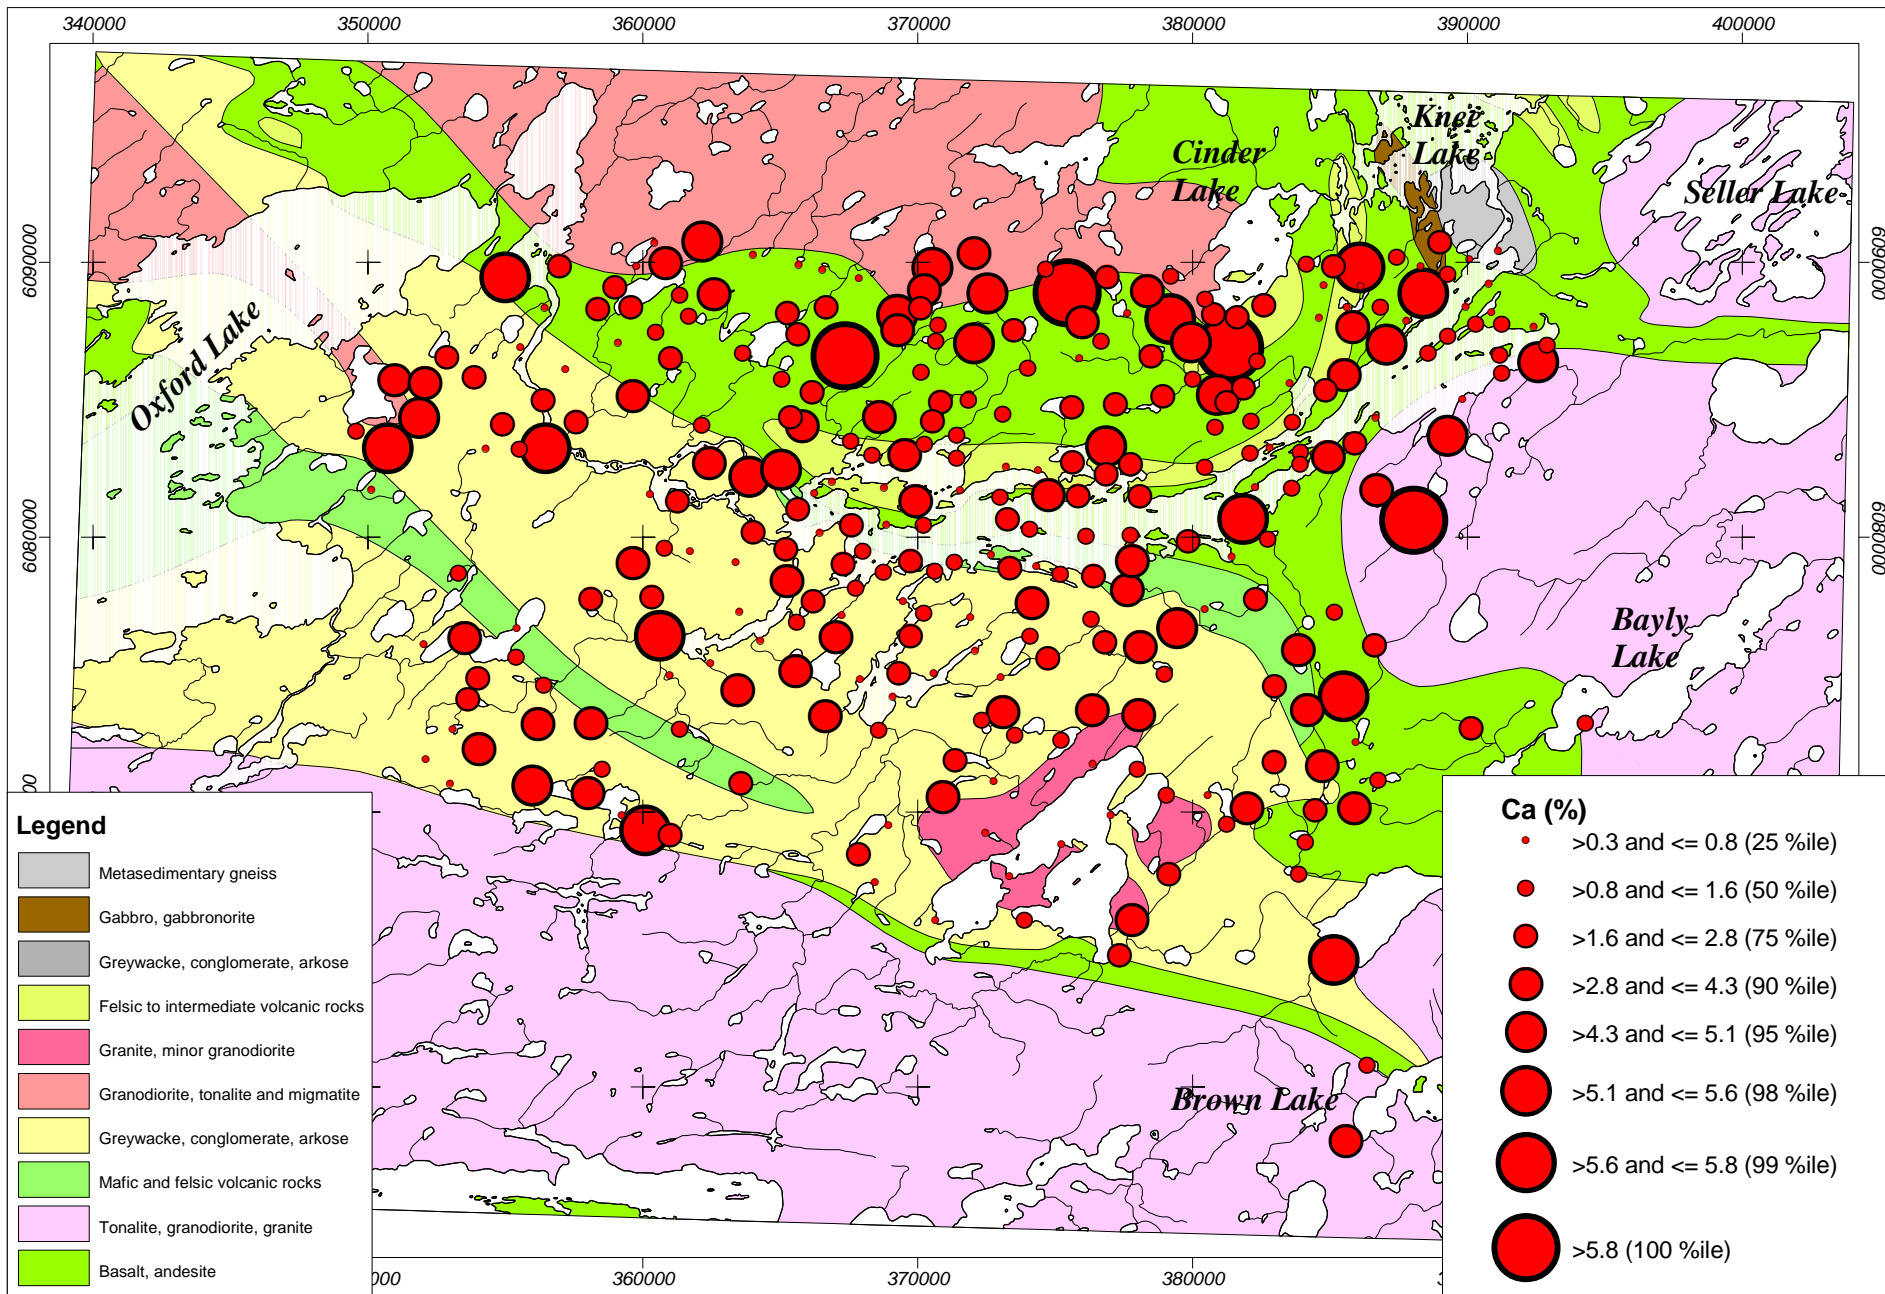 340000 350000 360000 370000 380000 390000 400000
Knee
Lake
Cinder
Lake
Seller Lake
6090000 6090000
Oxford Lake
6080000 6080000
Bayly
Lake
Brown Lake
Legend
Metasedimentary gneiss
Gabbro, gabbronorite
Greywacke, conglomerate, arkose
Felsic to intermediate volcanic rocks
Granite, minor granodiorite
Granodiorite, tonalite and migmatite
Greywacke, conglomerate, arkose
Mafic and felsic volcanic rocks
Tonalite, granodiorite, granite
Basalt, andesite
Ca (%)
>0.3 and <= 0.8 (25 %ile)
>0.8 and <= 1.6 (50 %ile)
>1.6 and <= 2.8 (75 %ile)
>2.8 and <= 4.3 (90 %ile)
>4.3 and <= 5.1 (95 %ile)
>5.1 and <= 5.6 (98 %ile)
>5.6 and <= 5.8 (99 %ile)
>5.8 (100 %ile)
360000 370000 380000